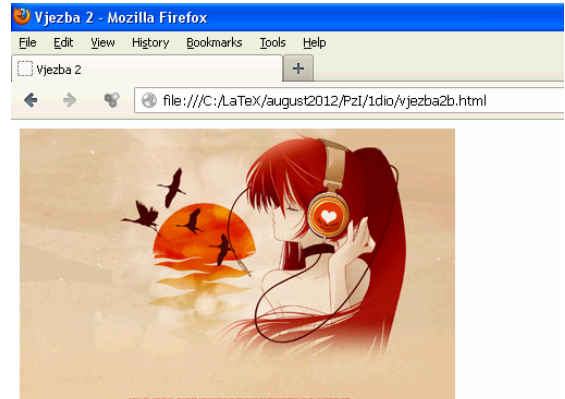 Vjezba 2 - Mozilla Firefox
File Edit View History Bookmarks Tools Help
Vjezba 2 +
file:///C:/LaTeX/august2012/PzI/1dio/vjezba2b.html